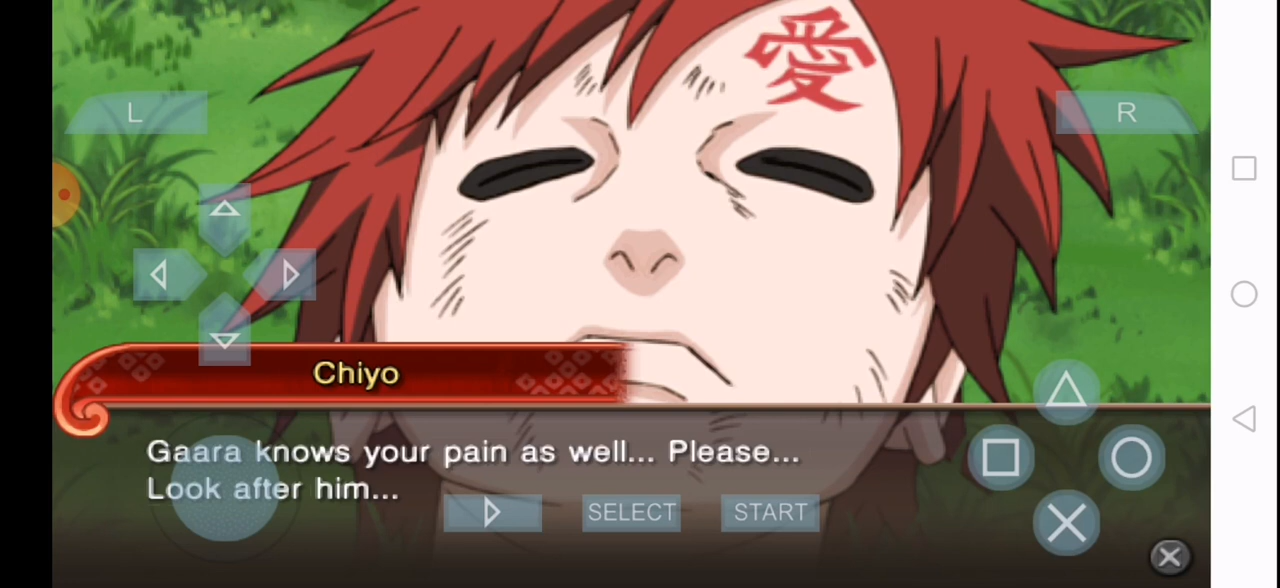 愛
L
R
Chiyo
Gaara knows your pain as well... Please...
Look after him...
SELECT
START